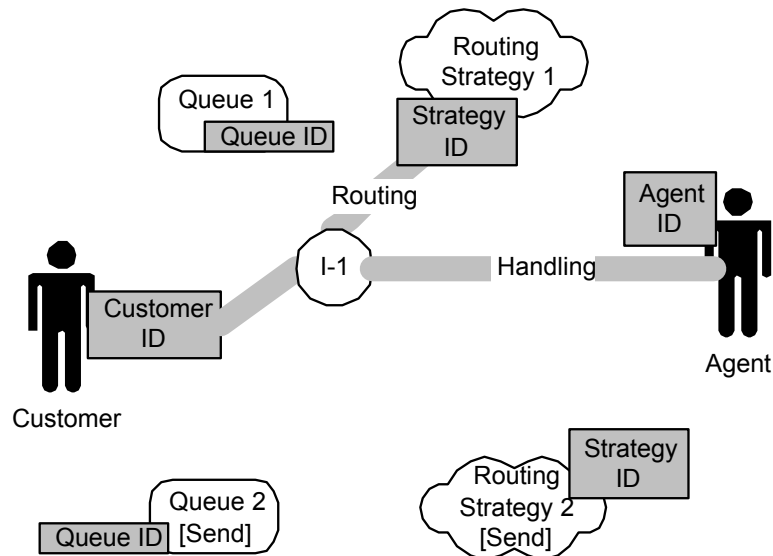 Routing
Strategy 1
Queue 1
Queue ID
Strategy
ID
Routing
Agent
ID
I-1
Handling
Customer
ID
Agent
Customer
Strategy
ID
Routing
Strategy 2
[Send]
Queue 2
[Send]
Queue ID